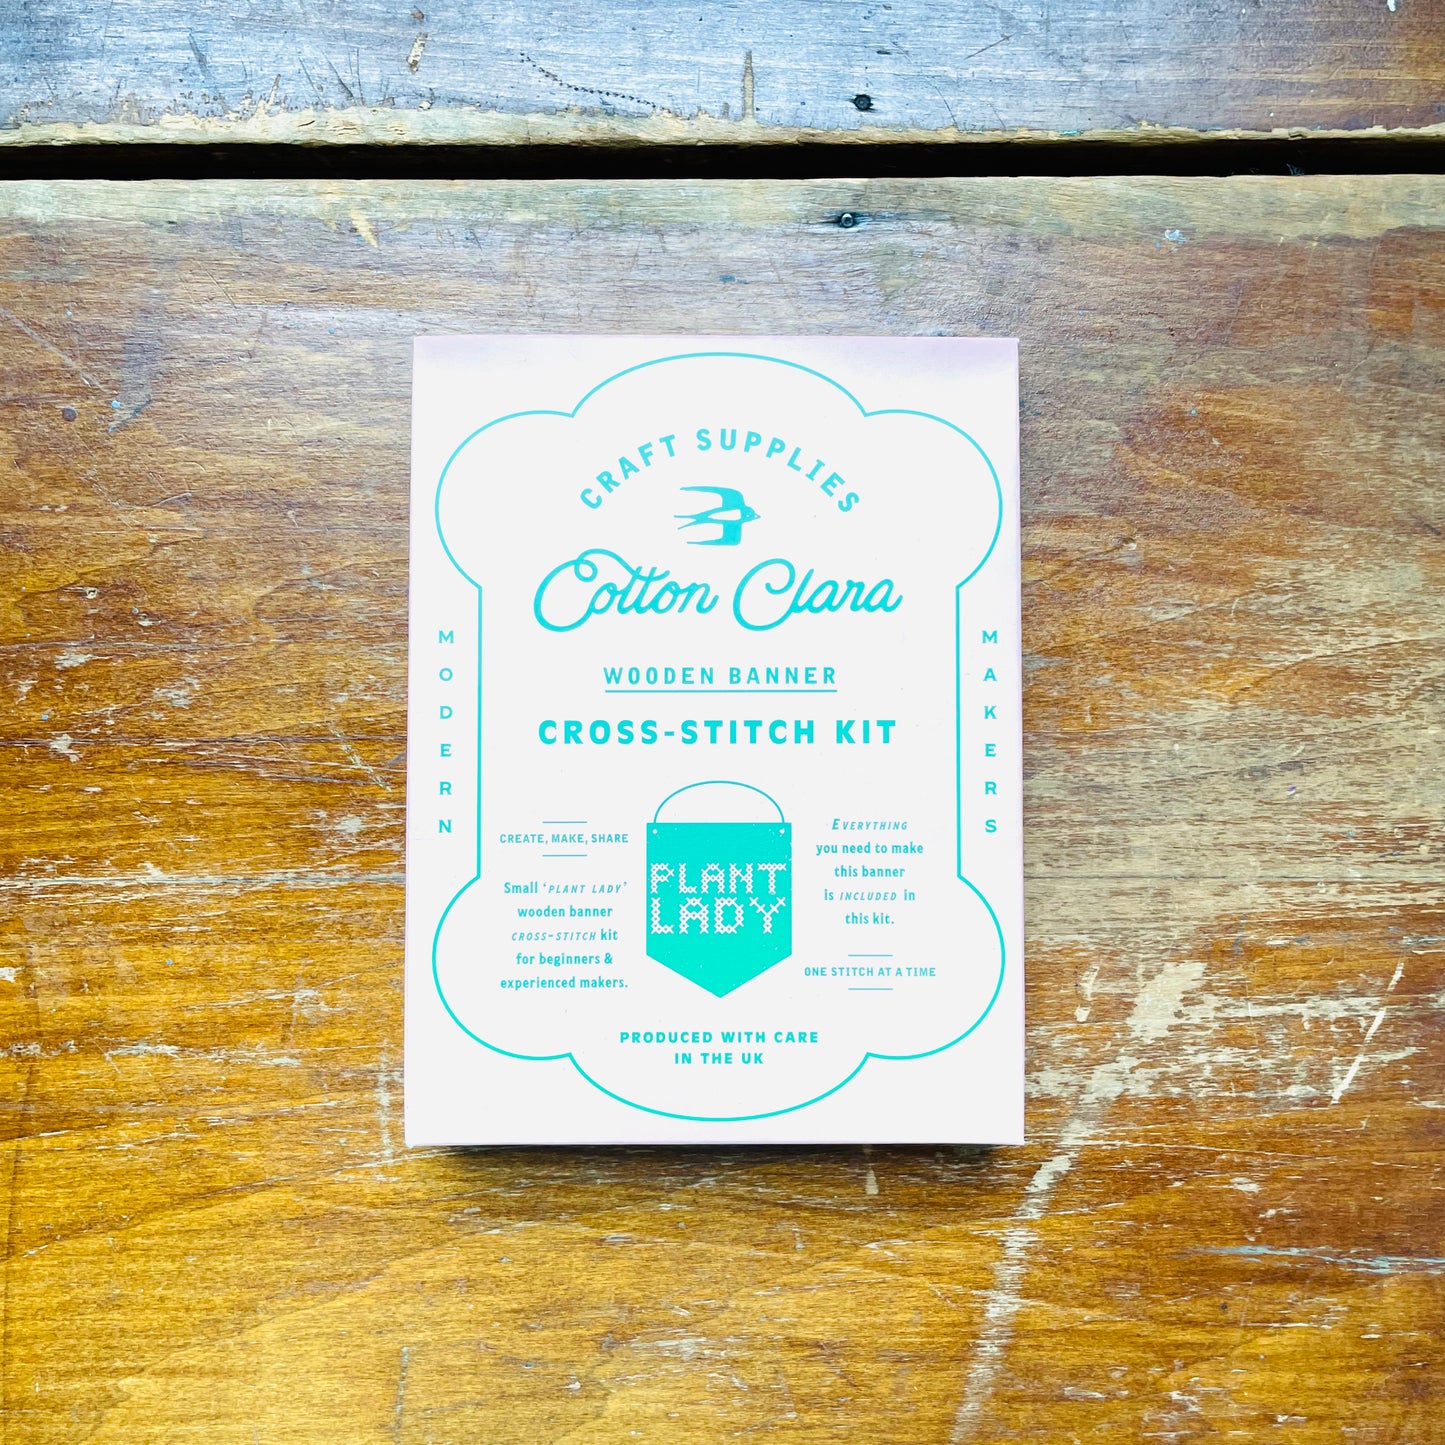 CRAFT SUPPLIES
Cotton Clara
WOODEN BANNER
CROSS-STITCH KIT
MODERN
MAKERS
CREATE, MAKE, SHARE
Small ‘PLANT LADY’
wooden banner
CROSS-STITCH kit
for beginners &
experienced makers.
PLANT
LADY
EVERYTHING
you need to make
this banner
is INCLUDED in
this kit.
ONE STITCH AT A TIME
PRODUCED WITH CARE
IN THE UK